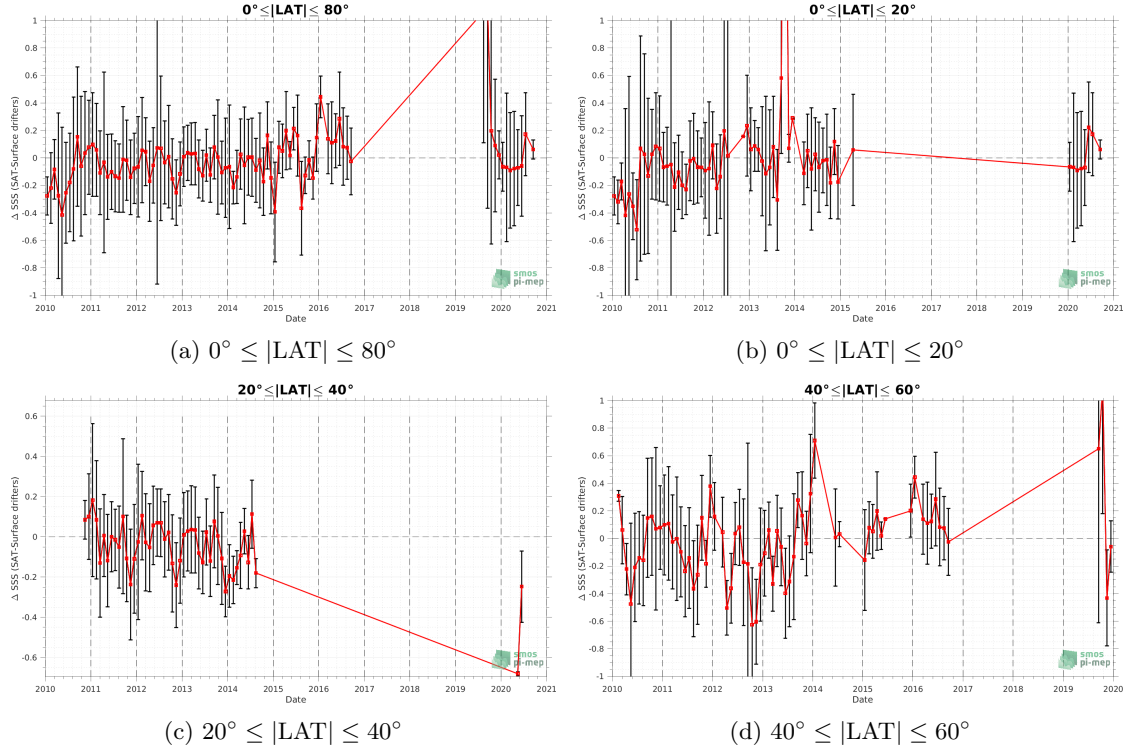 0°≤|LAT|≤ 80°
Δ SSS (SAT-Surface drifters)
1
0.8
0.6
0.4
0.2
0
-0.2
-0.4
-0.6
-0.8
-1
2010 2011 2012 2013 2014 2015 2016 2017 2018 2019 2020 2021
Date
smos
pi-mep
(a) 0° ≤ |LAT| ≤ 80°
0°≤|LAT|≤ 20°
Δ SSS (SAT-Surface drifters)
1
0.8
0.6
0.4
0.2
0
-0.2
-0.4
-0.6
-0.8
-1
2010 2011 2012 2013 2014 2015 2016 2017 2018 2019 2020 2021
Date
smos
pi-mep
(b) 0° ≤ |LAT| ≤ 20°
20°≤|LAT|≤ 40°
Δ SSS (SAT-Surface drifters)
0.6
0.4
0.2
0
-0.2
-0.4
-0.6
2010 2011 2012 2013 2014 2015 2016 2017 2018 2019 2020 2021
Date
smos
pi-mep
(c) 20° ≤ |LAT| ≤ 40°
40°≤|LAT|≤ 60°
Δ SSS (SAT-Surface drifters)
1
0.8
0.6
0.4
0.2
0
-0.2
-0.4
-0.6
-0.8
-1
2010 2011 2012 2013 2014 2015 2016 2017 2018 2019 2020
Date
smos
pi-mep
(d) 40° ≤ |LAT| ≤ 60°